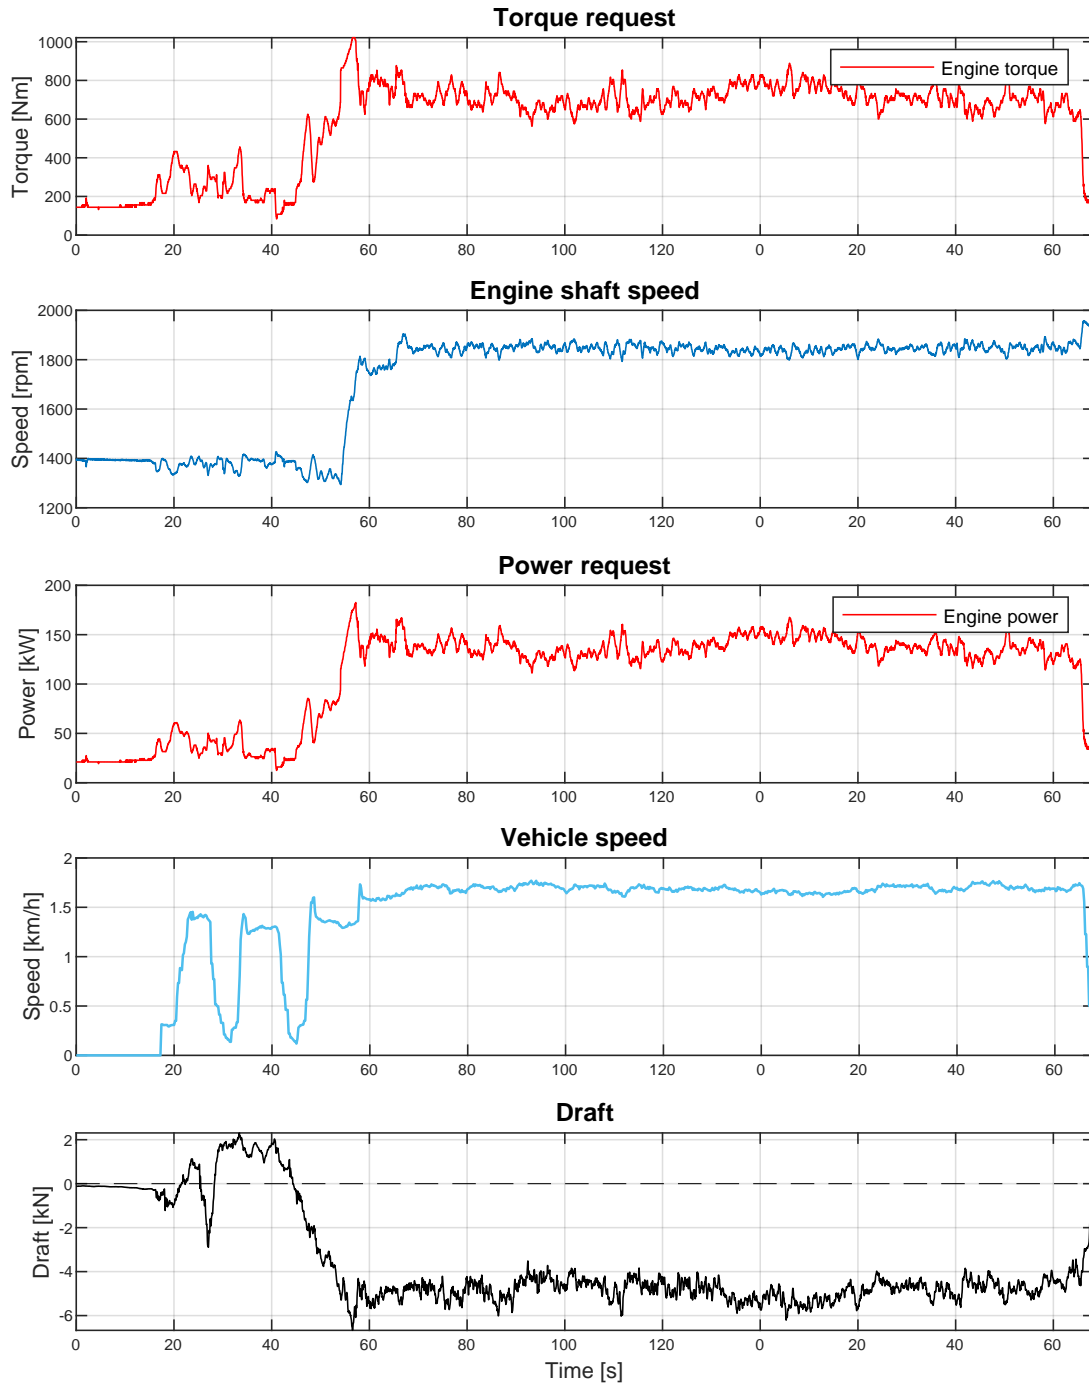 Torque request
Torque [Nm]
1000
800
600
400
200
0
Engine torque
0 20 40 60 80 100 120 0 20 40 60
Engine shaft speed
Speed [rpm]
2000
1800
1600
1400
1200
0 20 40 60 80 100 120 0 20 40 60
Power request
Power [kW]
200
150
100
50
0
Engine power
0 20 40 60 80 100 120 0 20 40 60
Vehicle speed
Speed [km/h]
2
1.5
1
0.5
0
0 20 40 60 80 100 120 0 20 40 60
Draft
Draft [kN]
2
0
-2
-4
-6
0 20 40 60 80 100 120 0 20 40 60
Time [s]